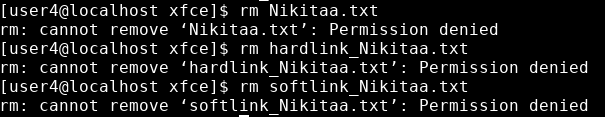 [user4@localhost xfce]$ rm Nikitaa.txt
rm: cannot remove ‘Nikitaa.txt’: Permission denied
[user4@localhost xfce]$ rm hardlink_Nikitaa.txt
rm: cannot remove ‘hardlink_Nikitaa.txt’: Permission denied
[user4@localhost xfce]$ rm softlink_Nikitaa.txt
rm: cannot remove ‘softlink_Nikitaa.txt’: Permission denied